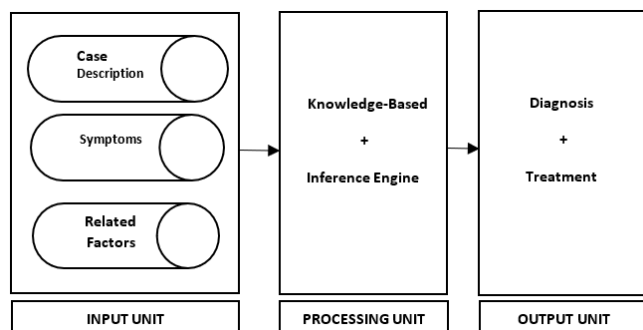 Case
Description
Symptoms
Related
Factors
Knowledge-Based
+
Inference Engine
Diagnosis
+
Treatment
INPUT UNIT
PROCESSING UNIT
OUTPUT UNIT